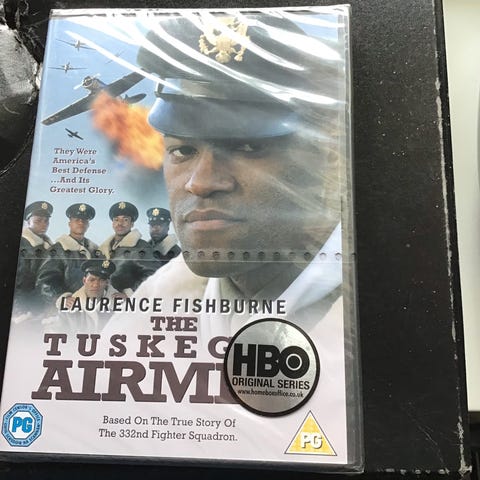 They Were
America's
Best Defense
...And Its
Greatest Glory.
LAURENCE FISHBURNE
THE
TUSKEG
AIRM
HBO
ORIGINAL SERIES
www.homeboxoffice.co.uk
Based On The True Story Of
The 332nd Fighter Squadron.
PG
PG